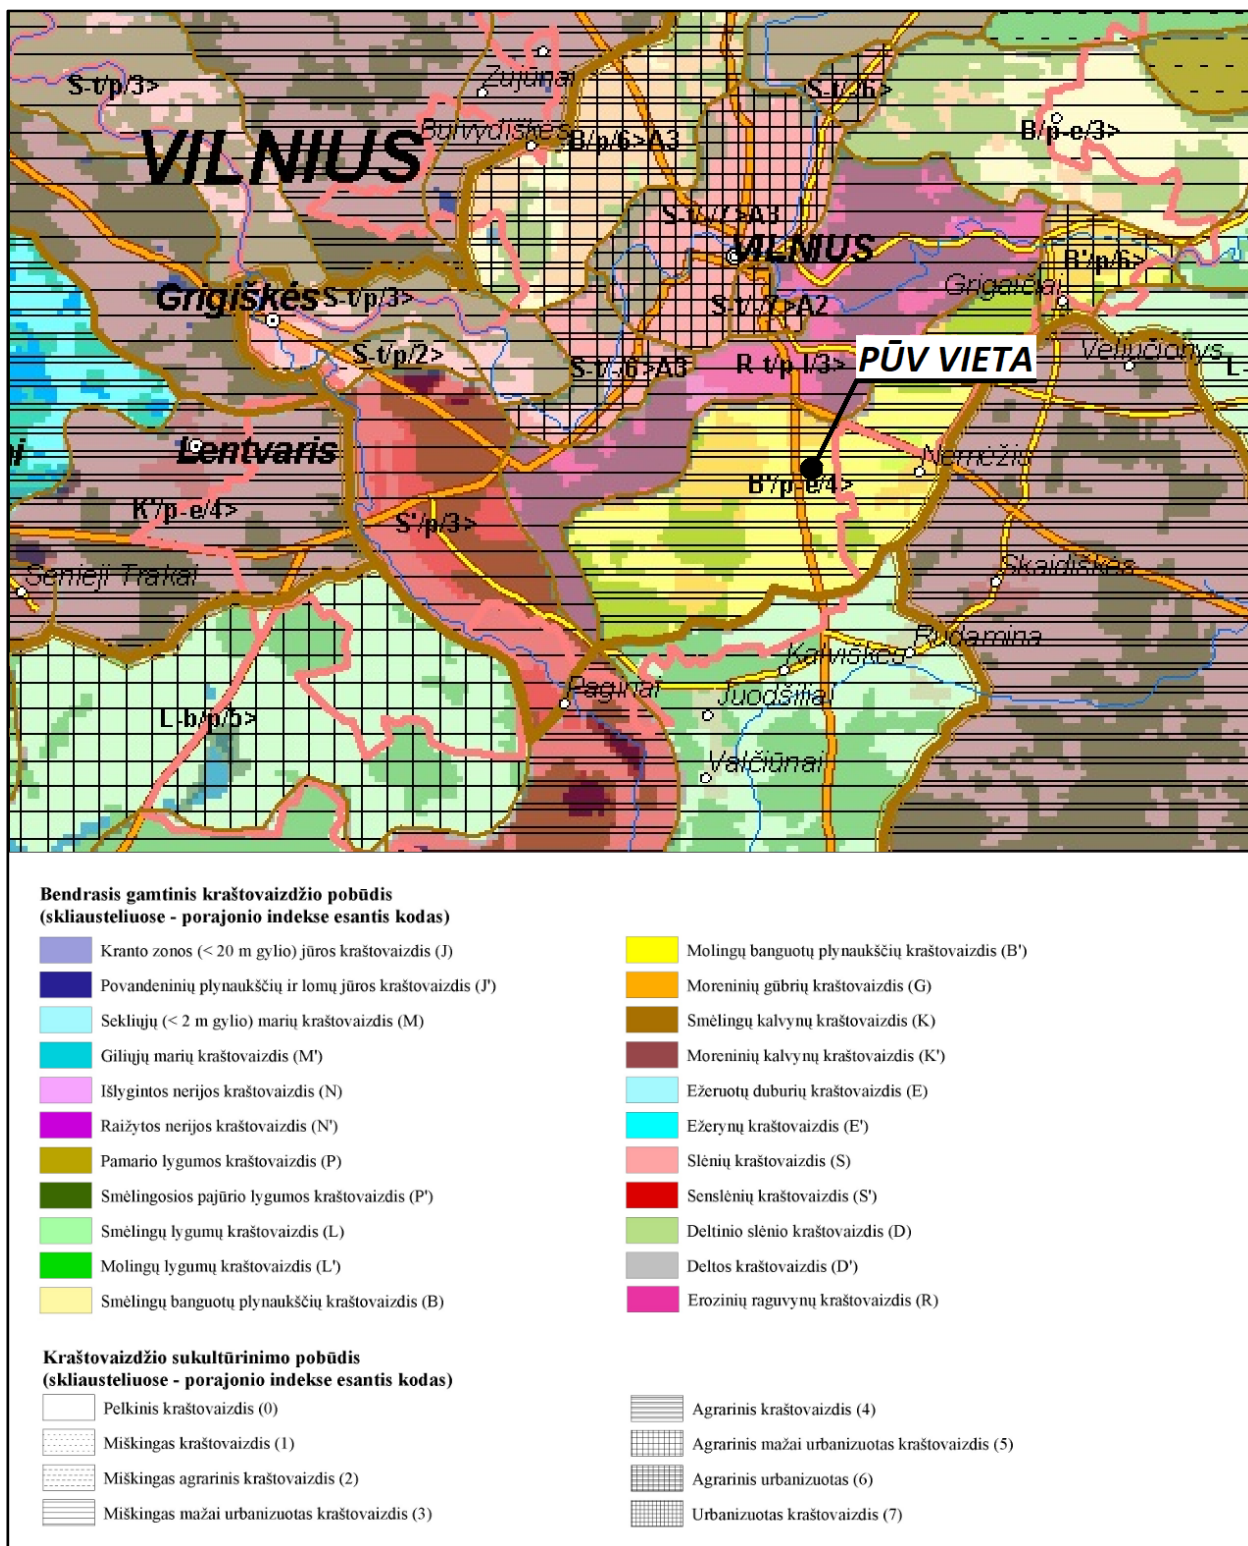 S-t/p/3>
Zujūnai
S-t/-/6>
VILNIUS
Buivydiškės
B/p/6>A3
B/p-e/3>
S-t/-/7>A3
VILNIUS
R'/p/6>
Grigiškės
S-t/p/3>
Grigaičiai
S-t/-/7>A2
S-t/p/2>
S-t/-/6>A3
R t/p-l/3>
PŪV VIETA
Veliučionys
L-
ai
Lentvaris
Nemėžis
B'/p-e/4>
K'/p-e/4>
S'/p/3>
Senieji Trakai
Skaidiškės
Rudamina
Kalviškės
Pagiriai
Juodšiliai
L-b/p/5>
Valčiūnai
Bendrasis gamtinis kraštovaizdžio pobūdis
(skliausteliuose - porajonio indekse esantis kodas)
Kranto zonos (< 20 m gylio) jūros kraštovaizdis (J)
Povandeninių plynaukščių ir lomų jūros kraštovaizdis (J')
Sekliųjų (< 2 m gylio) marių kraštovaizdis (M)
Giliųjų marių kraštovaizdis (M')
Išlygintos nerijos kraštovaizdis (N)
Raižytos nerijos kraštovaizdis (N')
Pamario lygumos kraštovaizdis (P)
Smėlingosios pajūrio lygumos kraštovaizdis (P')
Smėlingų lygumų kraštovaizdis (L)
Molingų lygumų kraštovaizdis (L')
Smėlingų banguotų plynaukščių kraštovaizdis (B)
Molingų banguotų plynaukščių kraštovaizdis (B')
Moreninių gūbrių kraštovaizdis (G)
Smėlingų kalvynų kraštovaizdis (K)
Moreninių kalvynų kraštovaizdis (K')
Ežeruotų duburių kraštovaizdis (E)
Ežerynų kraštovaizdis (E')
Slėnių kraštovaizdis (S)
Senslėnių kraštovaizdis (S')
Deltinio slėnio kraštovaizdis (D)
Deltos kraštovaizdis (D')
Erozinių raguvynų kraštovaizdis (R)
Kraštovaizdžio sukultūrinimo pobūdis
(skliausteliuose - porajonio indekse esantis kodas)
Pelkinis kraštovaizdis (0)
Miškingas kraštovaizdis (1)
Miškingas agrarinis kraštovaizdis (2)
Miškingas mažai urbanizuotas kraštovaizdis (3)
Agrarinis kraštovaizdis (4)
Agrarinis mažai urbanizuotas kraštovaizdis (5)
Agrarinis urbanizuotas (6)
Urbanizuotas kraštovaizdis (7)